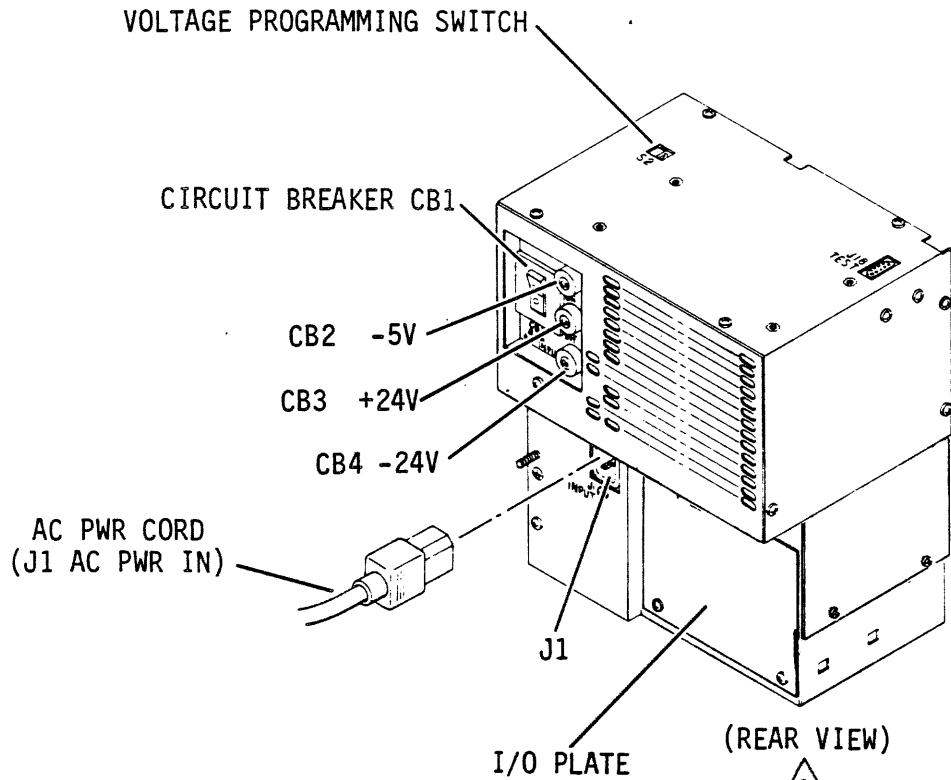 VOLTAGE PROGRAMMING SWITCH
S2
CIRCUIT BREAKER CB1
CB2 -5V
CB3 +24V
CB4 -24V
INPUT
AC PWR CORD
(J1 AC PWR IN)
J1
I/O PLATE
(REAR VIEW)